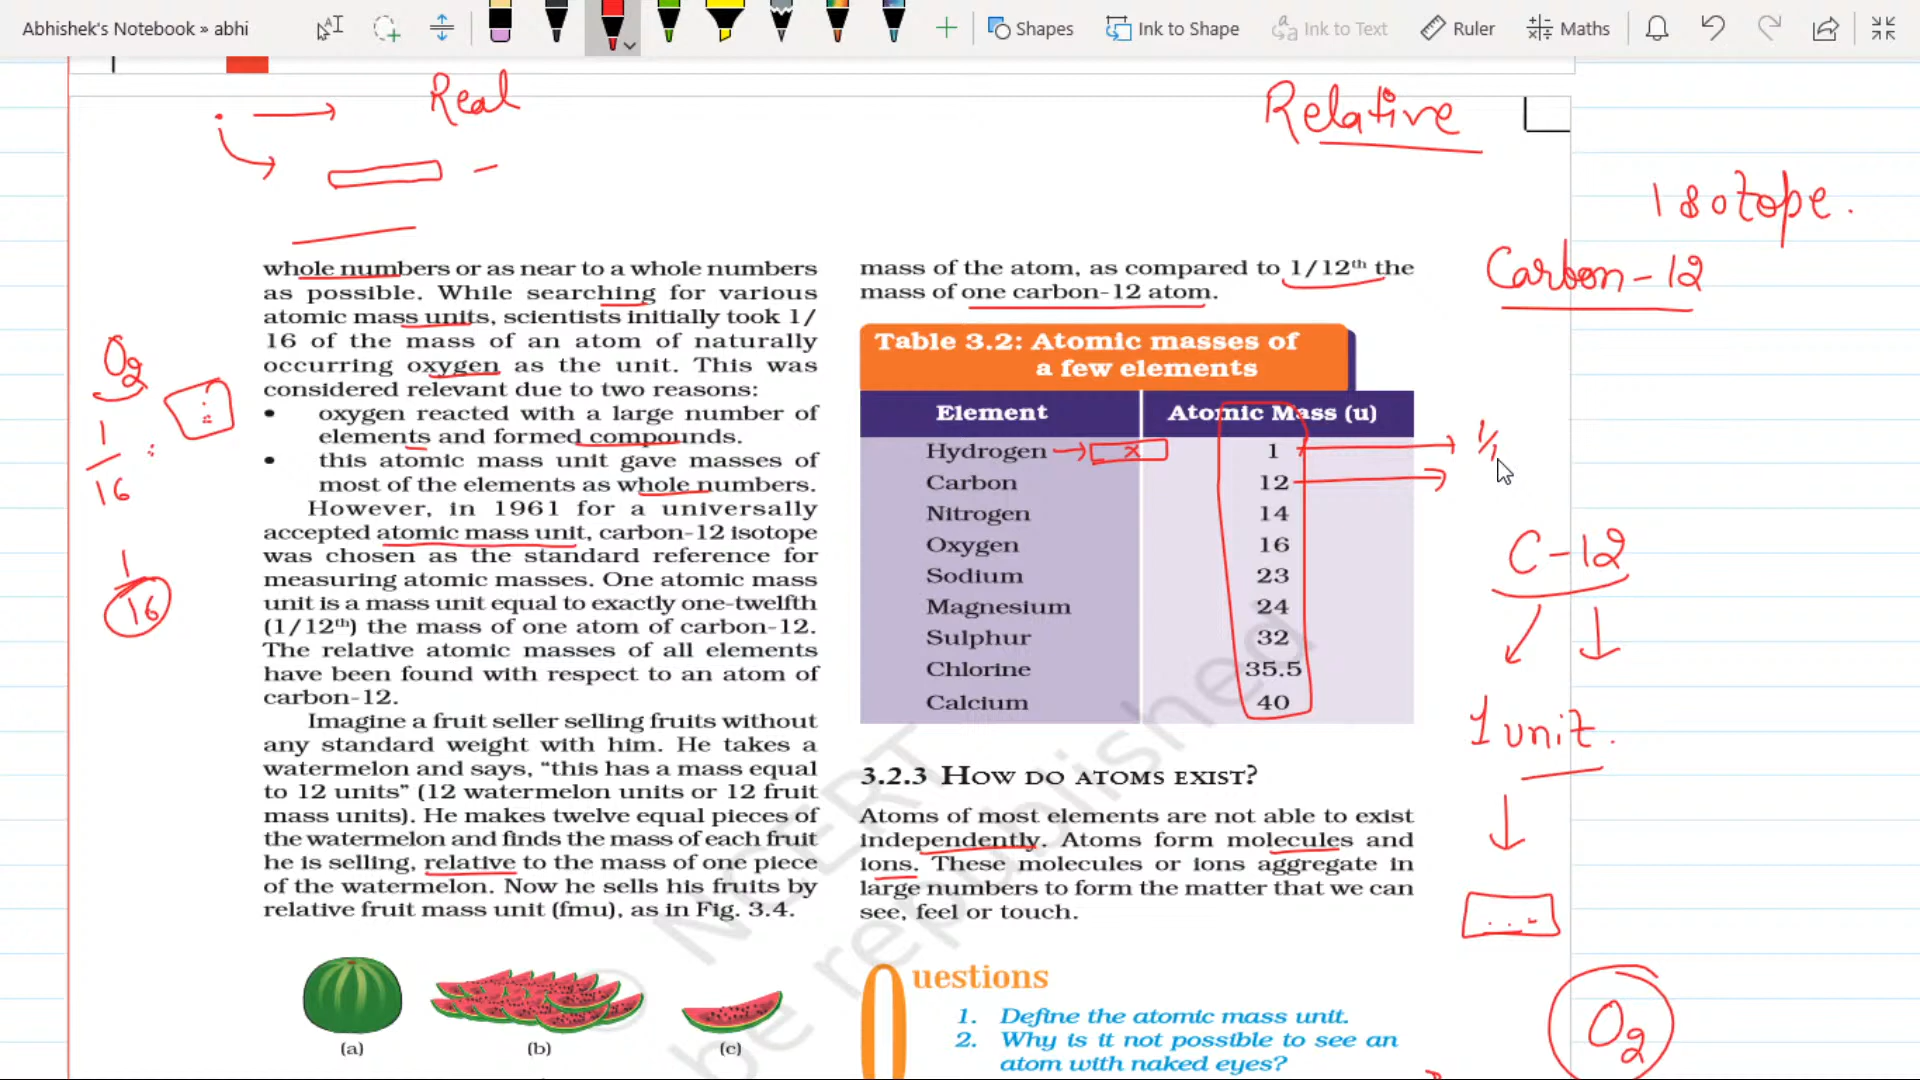 Abhishek's Notebook » abhi
Shapes
Ink to Shape
Ink to Text
Ruler
Maths
Real
Relative
Isotope.
Carbon-12
whole numbers or as near to a whole numbers
as possible. While searching for various
atomic mass units, scientists initially took 1/
16 of the mass of an atom of naturally
occurring oxygen as the unit. This was
considered relevant due to two reasons:
• oxygen reacted with a large number of
elements and formed compounds.
• this atomic mass unit gave masses of
most of the elements as whole numbers.
However, in 1961 for a universally
accepted atomic mass unit, carbon-12 isotope
was chosen as the standard reference for
measuring atomic masses. One atomic mass
unit is a mass unit equal to exactly one-twelfth
(1/12th) the mass of one atom of carbon-12.
The relative atomic masses of all elements
have been found with respect to an atom of
carbon-12.
Imagine a fruit seller selling fruits without
any standard weight with him. He takes a
watermelon and says, “this has a mass equal
to 12 units” (12 watermelon units or 12 fruit
mass units). He makes twelve equal pieces of
the watermelon and finds the mass of each fruit
he is selling, relative to the mass of one piece
of the watermelon. Now he sells his fruits by
relative fruit mass unit (fmu), as in Fig. 3.4.
(a) (b) (c)
O2
1
16
1
16
mass of the atom, as compared to 1/12th the
mass of one carbon-12 atom.
Table 3.2: Atomic masses of
a few elements
Element Atomic Mass (u)
Hydrogen x 1
Carbon 12
Nitrogen 14
Oxygen 16
Sodium 23
Magnesium 24
Sulphur 32
Chlorine 35.5
Calcium 40
3.2.3 HOW DO ATOMS EXIST?
Atoms of most elements are not able to exist
independently. Atoms form molecules and
ions. These molecules or ions aggregate in
large numbers to form the matter that we can
see, feel or touch.
Questions
1. Define the atomic mass unit.
2. Why is it not possible to see an
atom with naked eyes?
1/1
C-12
1 unit.
O2
© NCERT
be republished